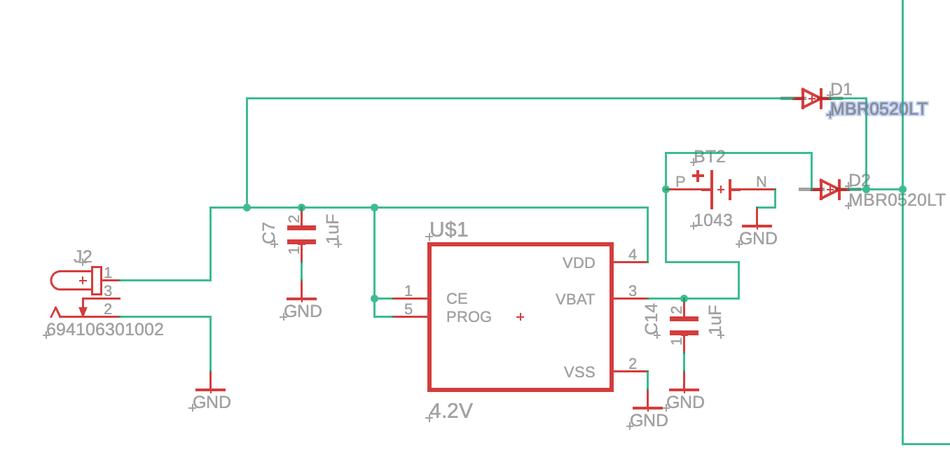 D1
MBR0520LT
BT2
P
N
1043
GND
D2
MBR0520LT
J2
1
3
2
694106301002
GND
C7
2
1
1uF
GND
U$1
1
CE
5
PROG
VDD
4
VBAT
3
VSS
2
4.2V
GND
C14
2
1
1uF
GND